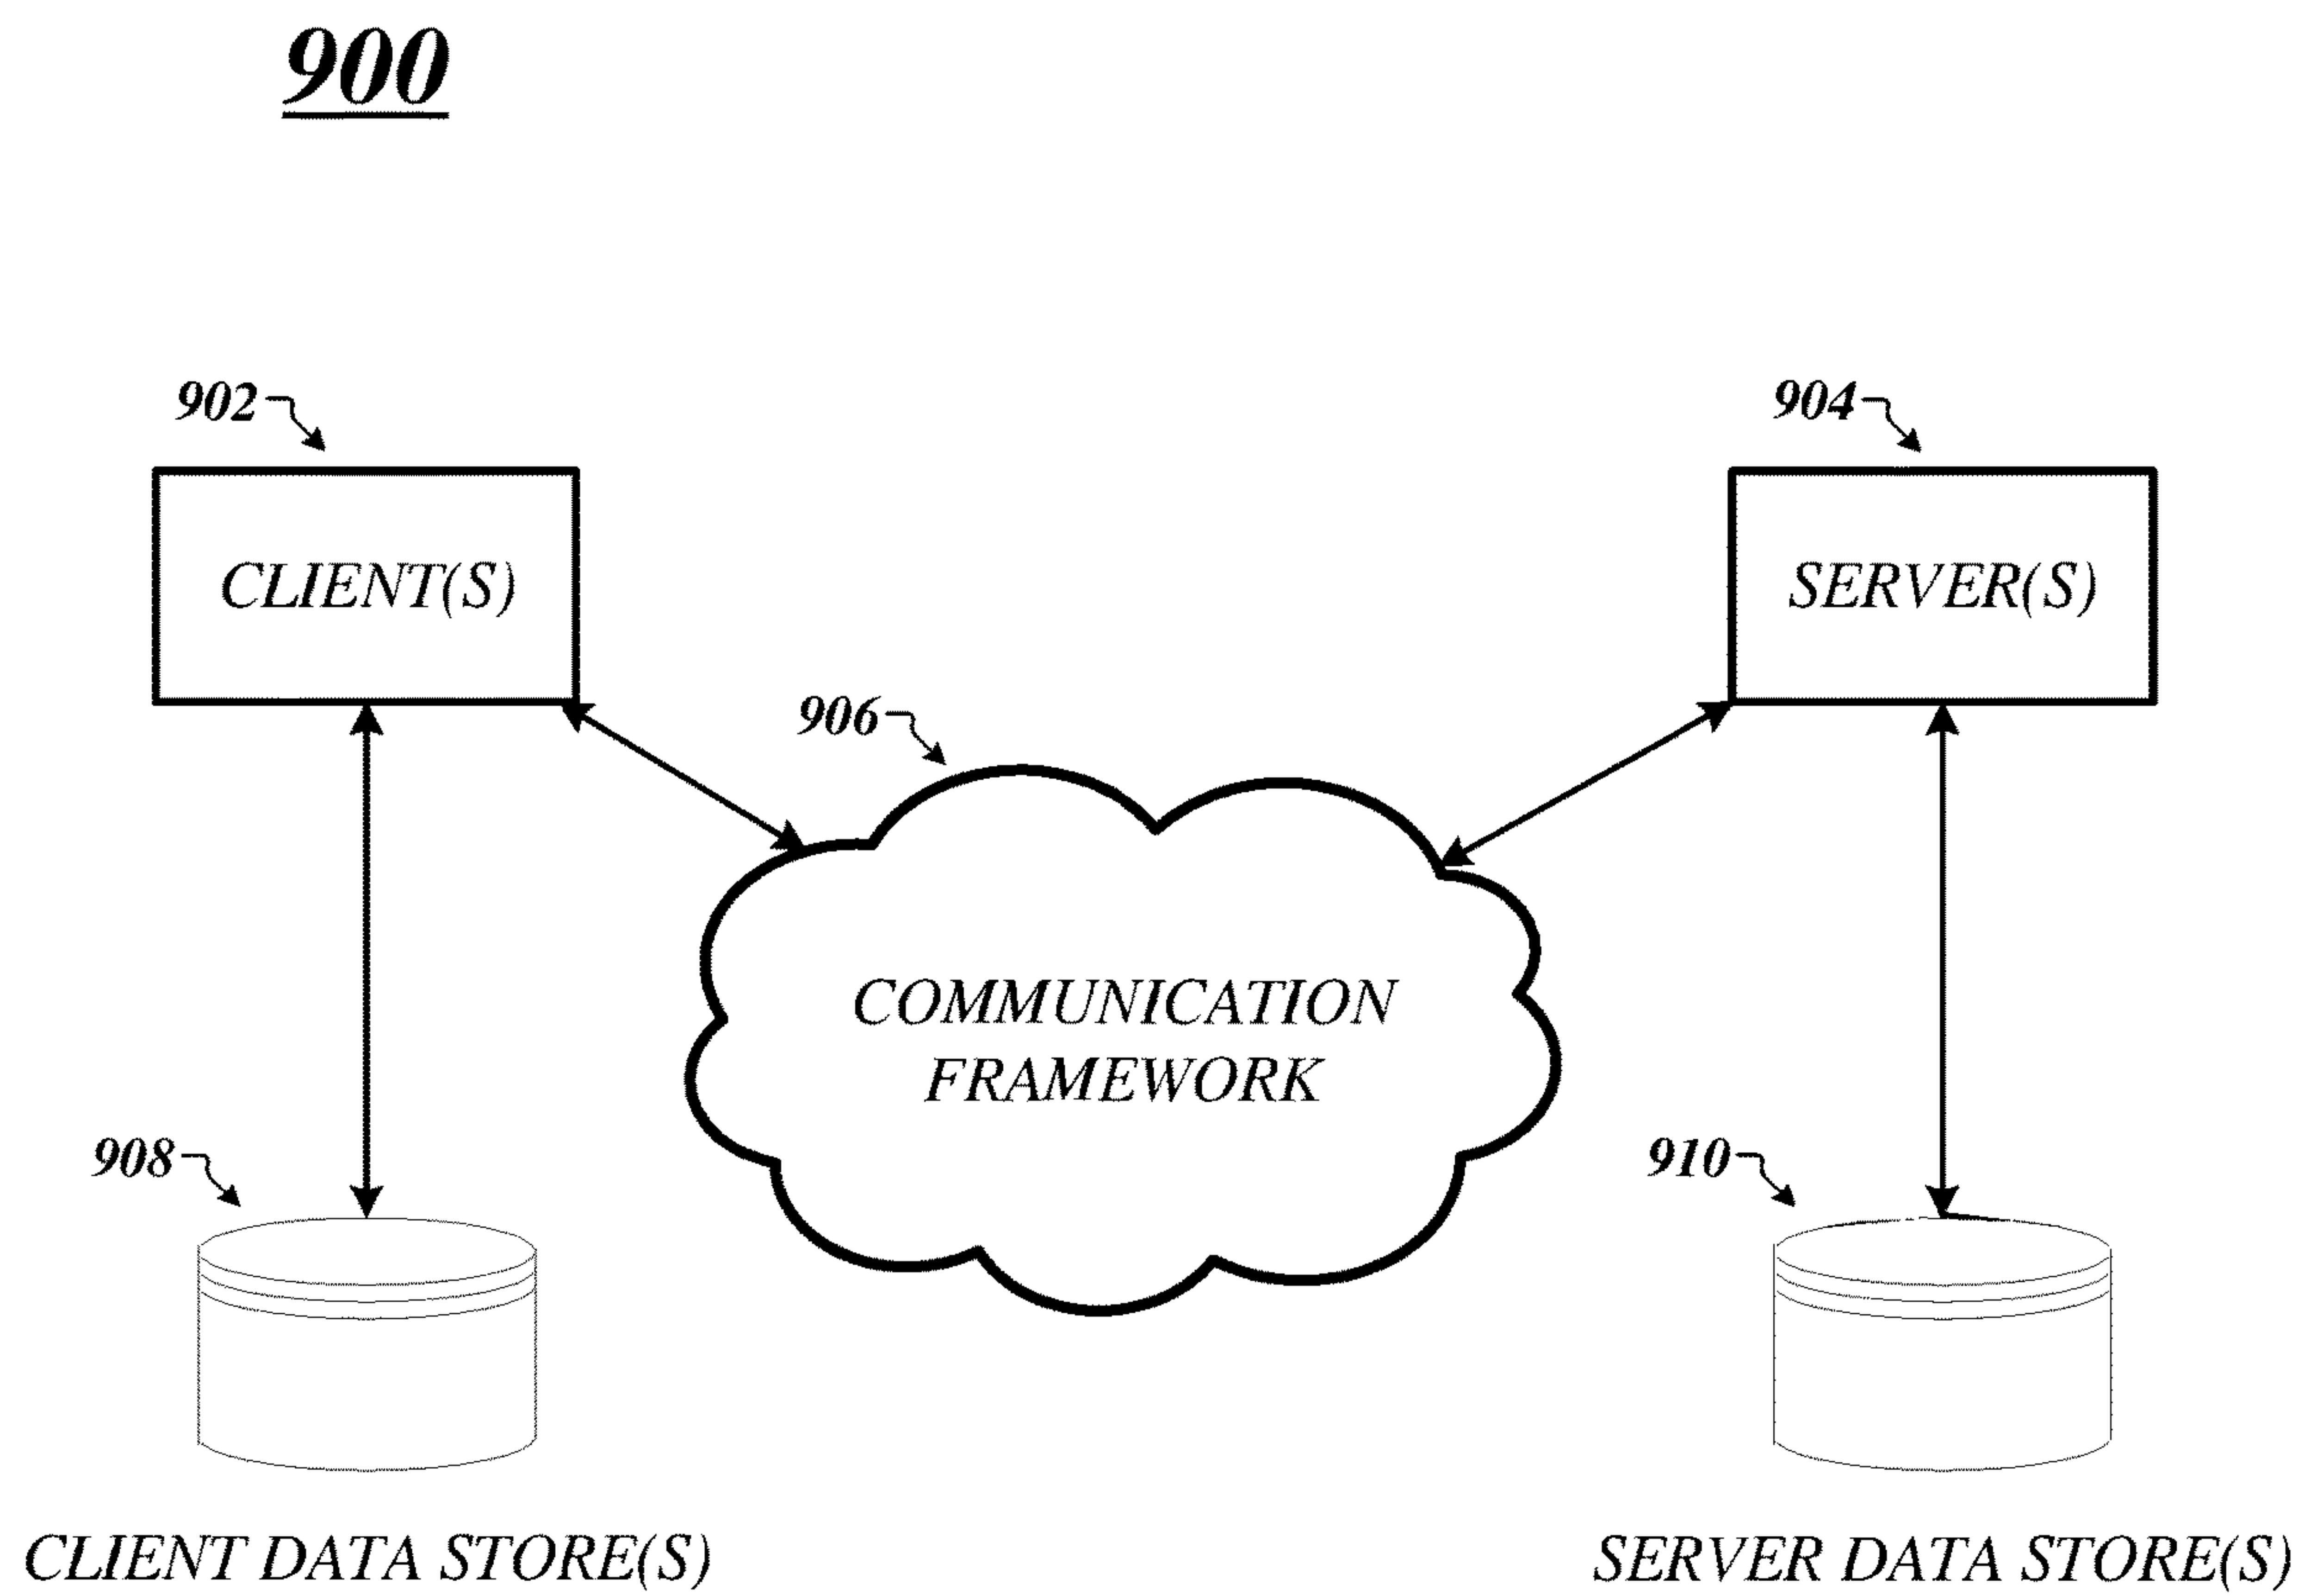 900
902
904
CLIENT(S)
SERVER(S)
906
COMMUNICATION
FRAMEWORK
908
910
CLIENT DATA STORE(S)
SERVER DATA STORE(S)